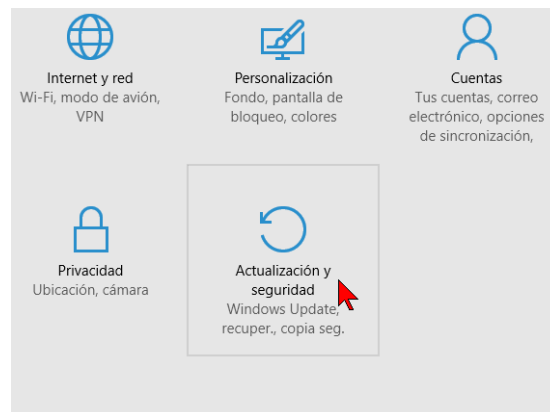 Internet y red
Wi-Fi, modo de avión,
VPN
Personalización
Fondo, pantalla de
bloqueo, colores
Cuentas
Tus cuentas, correo
electrónico, opciones
de sincronización,
Privacidad
Ubicación, cámara
Actualización y
seguridad
Windows Update,
recuper., copia seg.